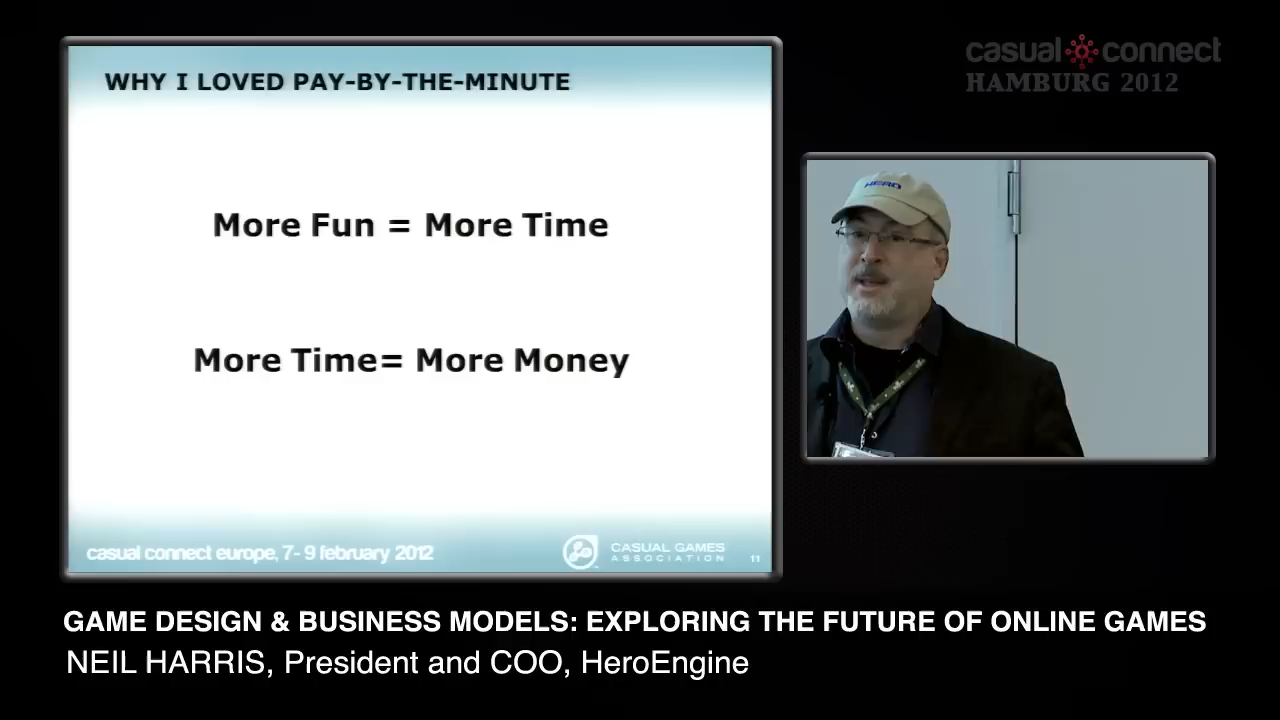 casual connect
HAMBURG 2012
WHY I LOVED PAY-BY-THE-MINUTE
More Fun = More Time
More Time= More Money
casual connect europe, 7- 9 february 2012
CASUAL GAMES
ASSOCIATION
11
HERO
GAME DESIGN & BUSINESS MODELS: EXPLORING THE FUTURE OF ONLINE GAMES
NEIL HARRIS, President and COO, HeroEngine